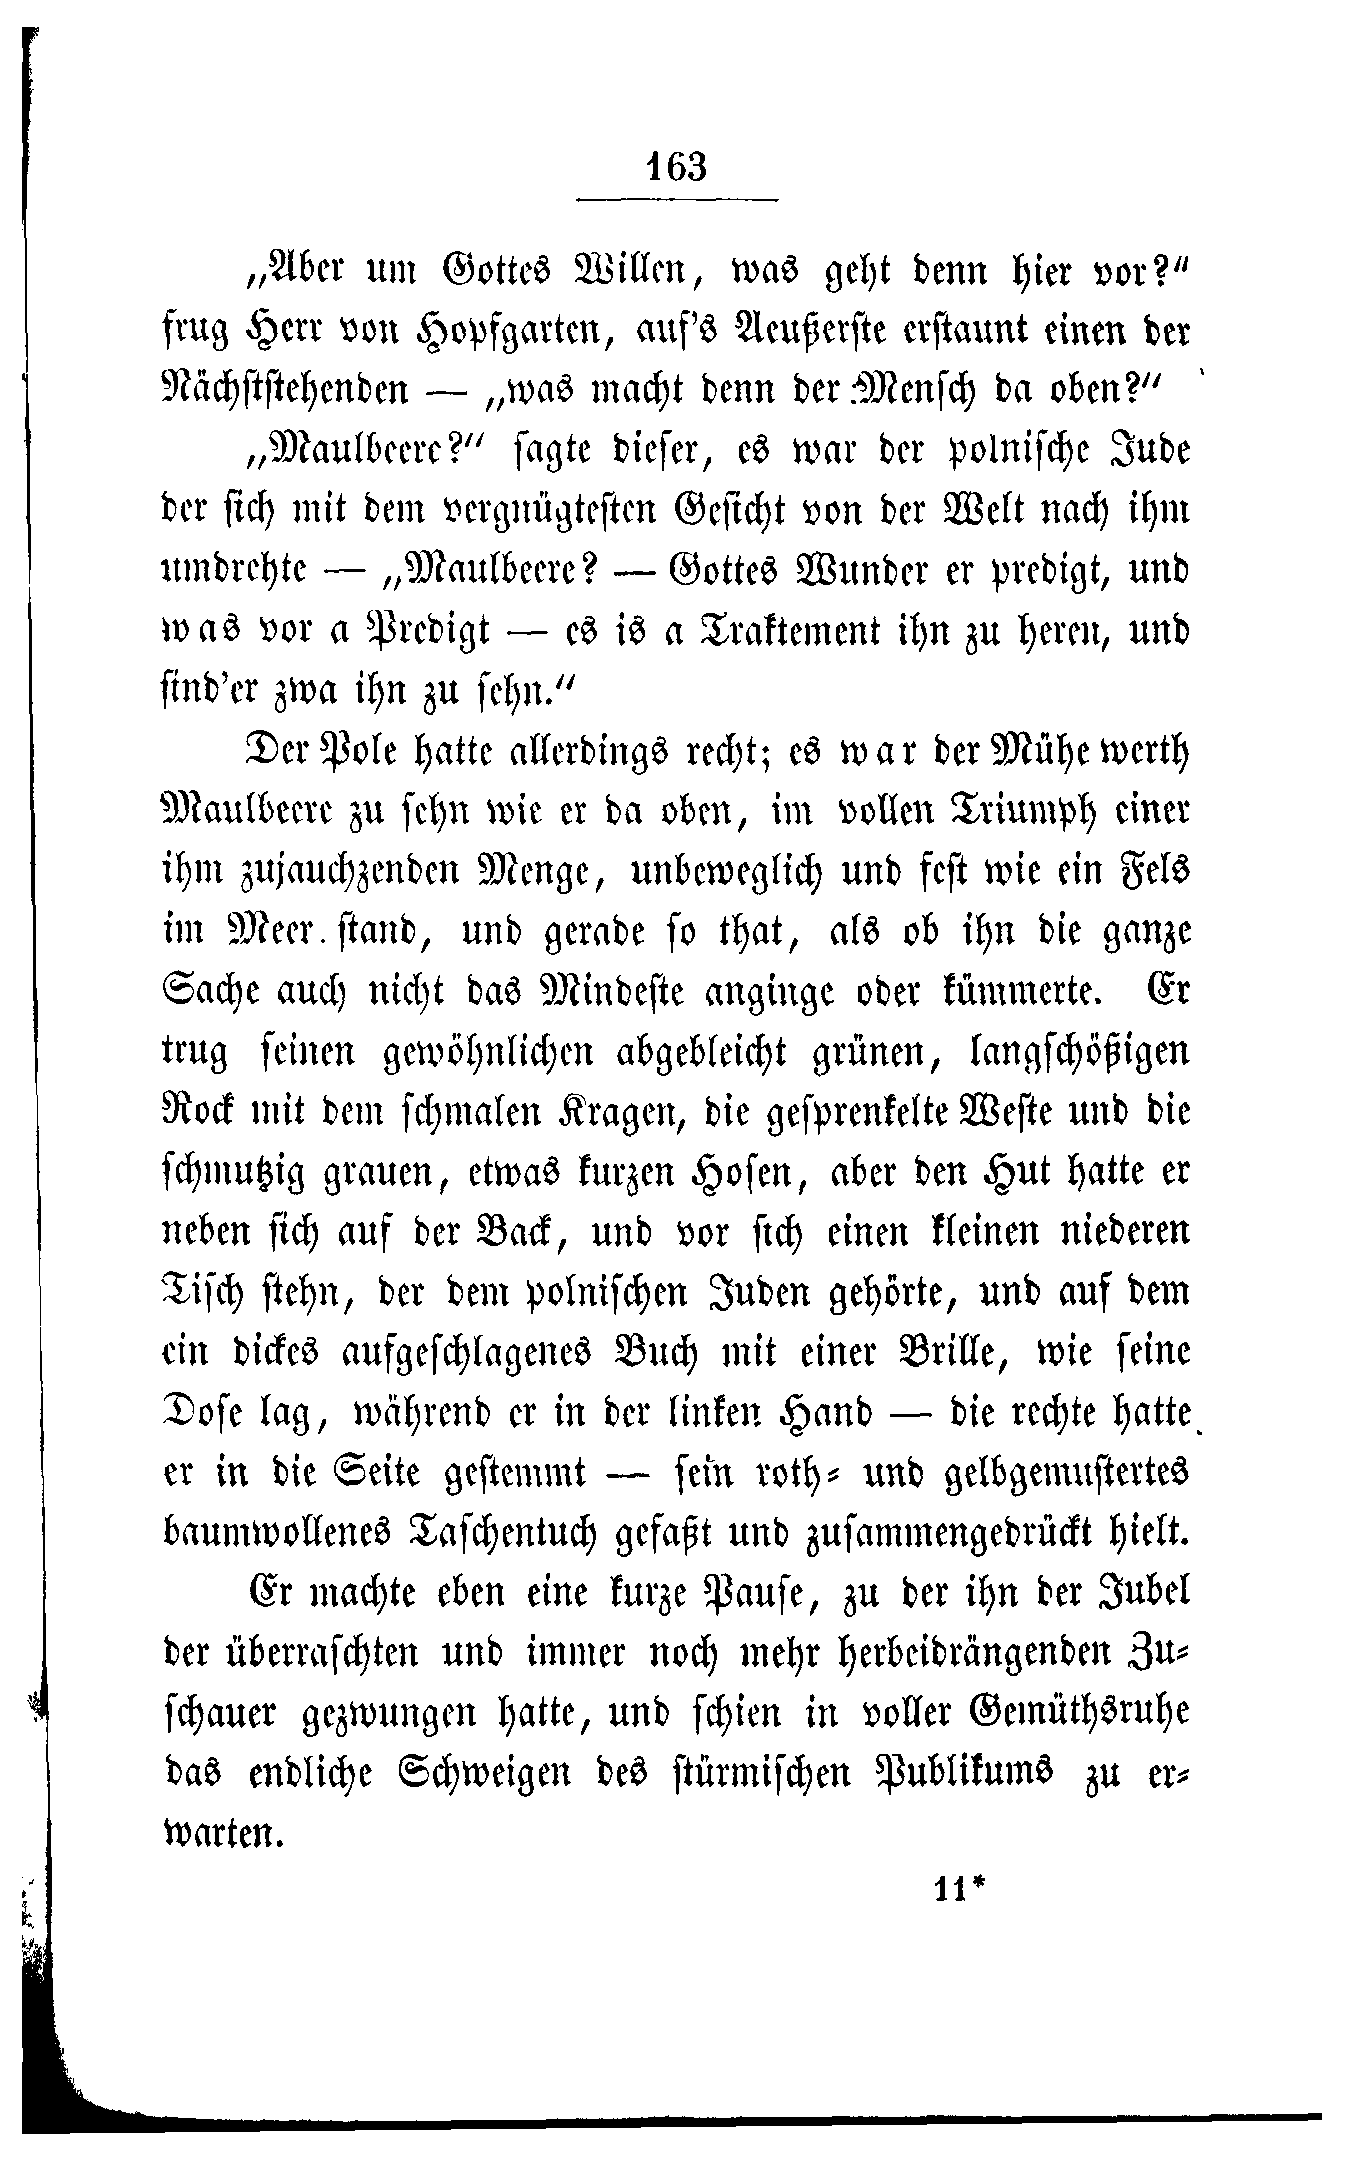 163
„Aber um Gottes Willen, was geht denn hier vor?“
frug Herr von Hopfgarten, auf's Aeußerste erstaunt einen der
Nächststehenden — „was macht denn der Mensch da oben?“
„Maulbeere?“ sagte dieser, es war der polnische Jude
der sich mit dem vergnügtesten Gesicht von der Welt nach ihm
umdrehte — „Maulbeere? — Gottes Wunder er predigt, und
was vor a Predigt — es is a Traktement ihn zu heren, und
sind'er zwa ihn zu sehn.“
Der Pole hatte allerdings recht; es war der Mühe werth
Maulbeere zu sehn wie er da oben, im vollen Triumph einer
ihm zujauchzenden Menge, unbeweglich und fest wie ein Fels
im Meer stand, und gerade so that, als ob ihn die ganze
Sache auch nicht das Mindeste anginge oder kümmerte. Er
trug seinen gewöhnlichen abgebleicht grünen, langschößigen
Rock mit dem schmalen Kragen, die gesprenkelte Weste und die
schmutzig grauen, etwas kurzen Hosen, aber den Hut hatte er
neben sich auf der Back, und vor sich einen kleinen niederen
Tisch stehn, der dem polnischen Juden gehörte, und auf dem
ein dickes aufgeschlagenes Buch mit einer Brille, wie seine
Dose lag, während er in der linken Hand — die rechte hatte
er in die Seite gestemmt — sein roth- und gelbgemustertes
baumwollenes Taschentuch gefaßt und zusammengedrückt hielt.
Er machte eben eine kurze Pause, zu der ihn der Jubel
der überraschten und immer noch mehr herbeidrängenden Zu-
schauer gezwungen hatte, und schien in voller Gemüthsruhe
das endliche Schweigen des stürmischen Publikums zu er-
warten.
11*